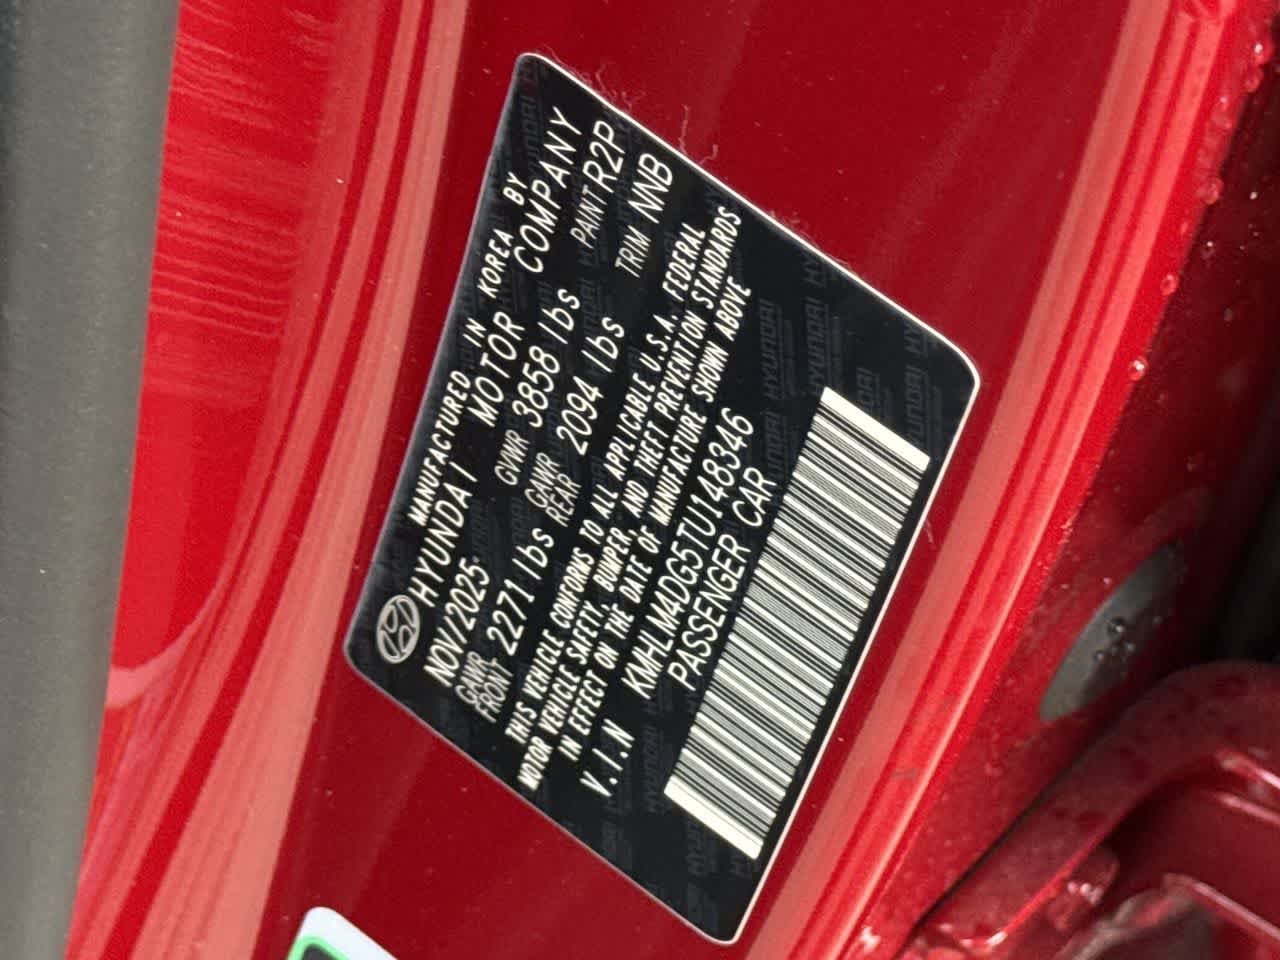 MANUFACTURED IN KOREA BY
HYUNDAI MOTOR COMPANY
NOV/2025 GVWR 3858 lbs PAINT R2P
GAWR FRONT 2271 lbs GAWR REAR 2094 lbs TRIM NNB
THIS VEHICLE CONFORMS TO ALL APPLICABLE U.S.A. FEDERAL
MOTOR VEHICLE SAFETY, BUMPER, AND THEFT PREVENTION STANDARDS
IN EFFECT ON THE DATE OF MANUFACTURE SHOWN ABOVE
V.I.N KMHLM4DG5TU148346
PASSENGER CAR